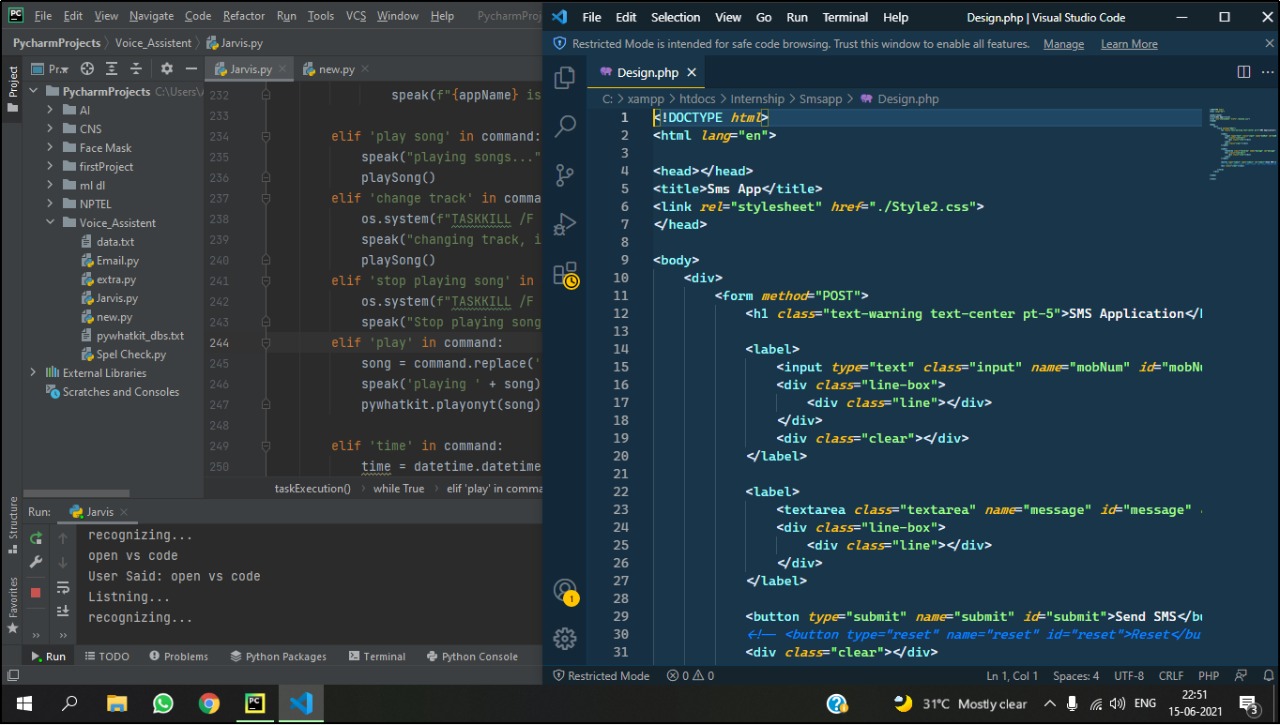 File Edit View Navigate Code Refactor Run Tools VCS Window Help PycharmProjects
PycharmProjects Voice_Assistent Jarvis.py
Project
Pr... Jarvis.py new.py
PycharmProjects C:\Users\
AI
CNS
Face Mask
firstProject
ml dl
NPTEL
Voice_Assistent
data.txt
Email.py
extra.py
Jarvis.py
new.py
pywhatkit_dbs.txt
Spel Check.py
External Libraries
Scratches and Consoles
232 speak(f"{appName} is
233
234 elif 'play song' in command:
235 speak("playing songs..."
236 playSong()
237 elif 'change track' in comma
238 os.system(f"TASKKILL /F
239 speak("changing track, i
240 playSong()
241 elif 'stop playing song' in
242 os.system(f"TASKKILL /F
243 speak("Stop playing song
244 elif 'play' in command:
245 song = command.replace('
246 speak('playing ' + song)
247 pywhatkit.playonyt(song)
248
249 elif 'time' in command:
250 time = datetime.datetime
taskExecution() while True elif 'play' in comma
Structure
Favorites
Run: Jarvis
recognizing...
open vs code
User Said: open vs code
Listning...
recognizing...
Run TODO Problems Python Packages Terminal Python Console
File Edit Selection View Go Run Terminal Help Design.php | Visual Studio Code
Restricted Mode is intended for safe code browsing. Trust this window to enable all features. Manage Learn More
Design.php
C: > xampp > htdocs > Internship > Smsapp > Design.php
1 <!DOCTYPE html>
2 <html lang="en">
3
4 <head></head>
5 <title>Sms App</title>
6 <link rel="stylesheet" href="./Style2.css">
7 </head>
8
9 <body>
10 <div>
11 <form method="POST">
12 <h1 class="text-warning text-center pt-5">SMS Application</h
13
14 <label>
15 <input type="text" class="input" name="mobNum" id="mobNu
16 <div class="line-box">
17 <div class="line"></div>
18 </div>
19 <div class="clear"></div>
20 </label>
21
22 <label>
23 <textarea class="textarea" name="message" id="message"
24 <div class="line-box">
25 <div class="line"></div>
26 </div>
27 </label>
28
29 <button type="submit" name="submit" id="submit">Send SMS</bu
30 <!-- <button type="reset" name="reset" id="reset">Reset</bu
31 <div class="clear"></div>
1
Restricted Mode 0 0 Ln 1, Col 1 Spaces: 4 UTF-8 CRLF PHP
31°C Mostly clear ENG 22:51
15-06-2021 3